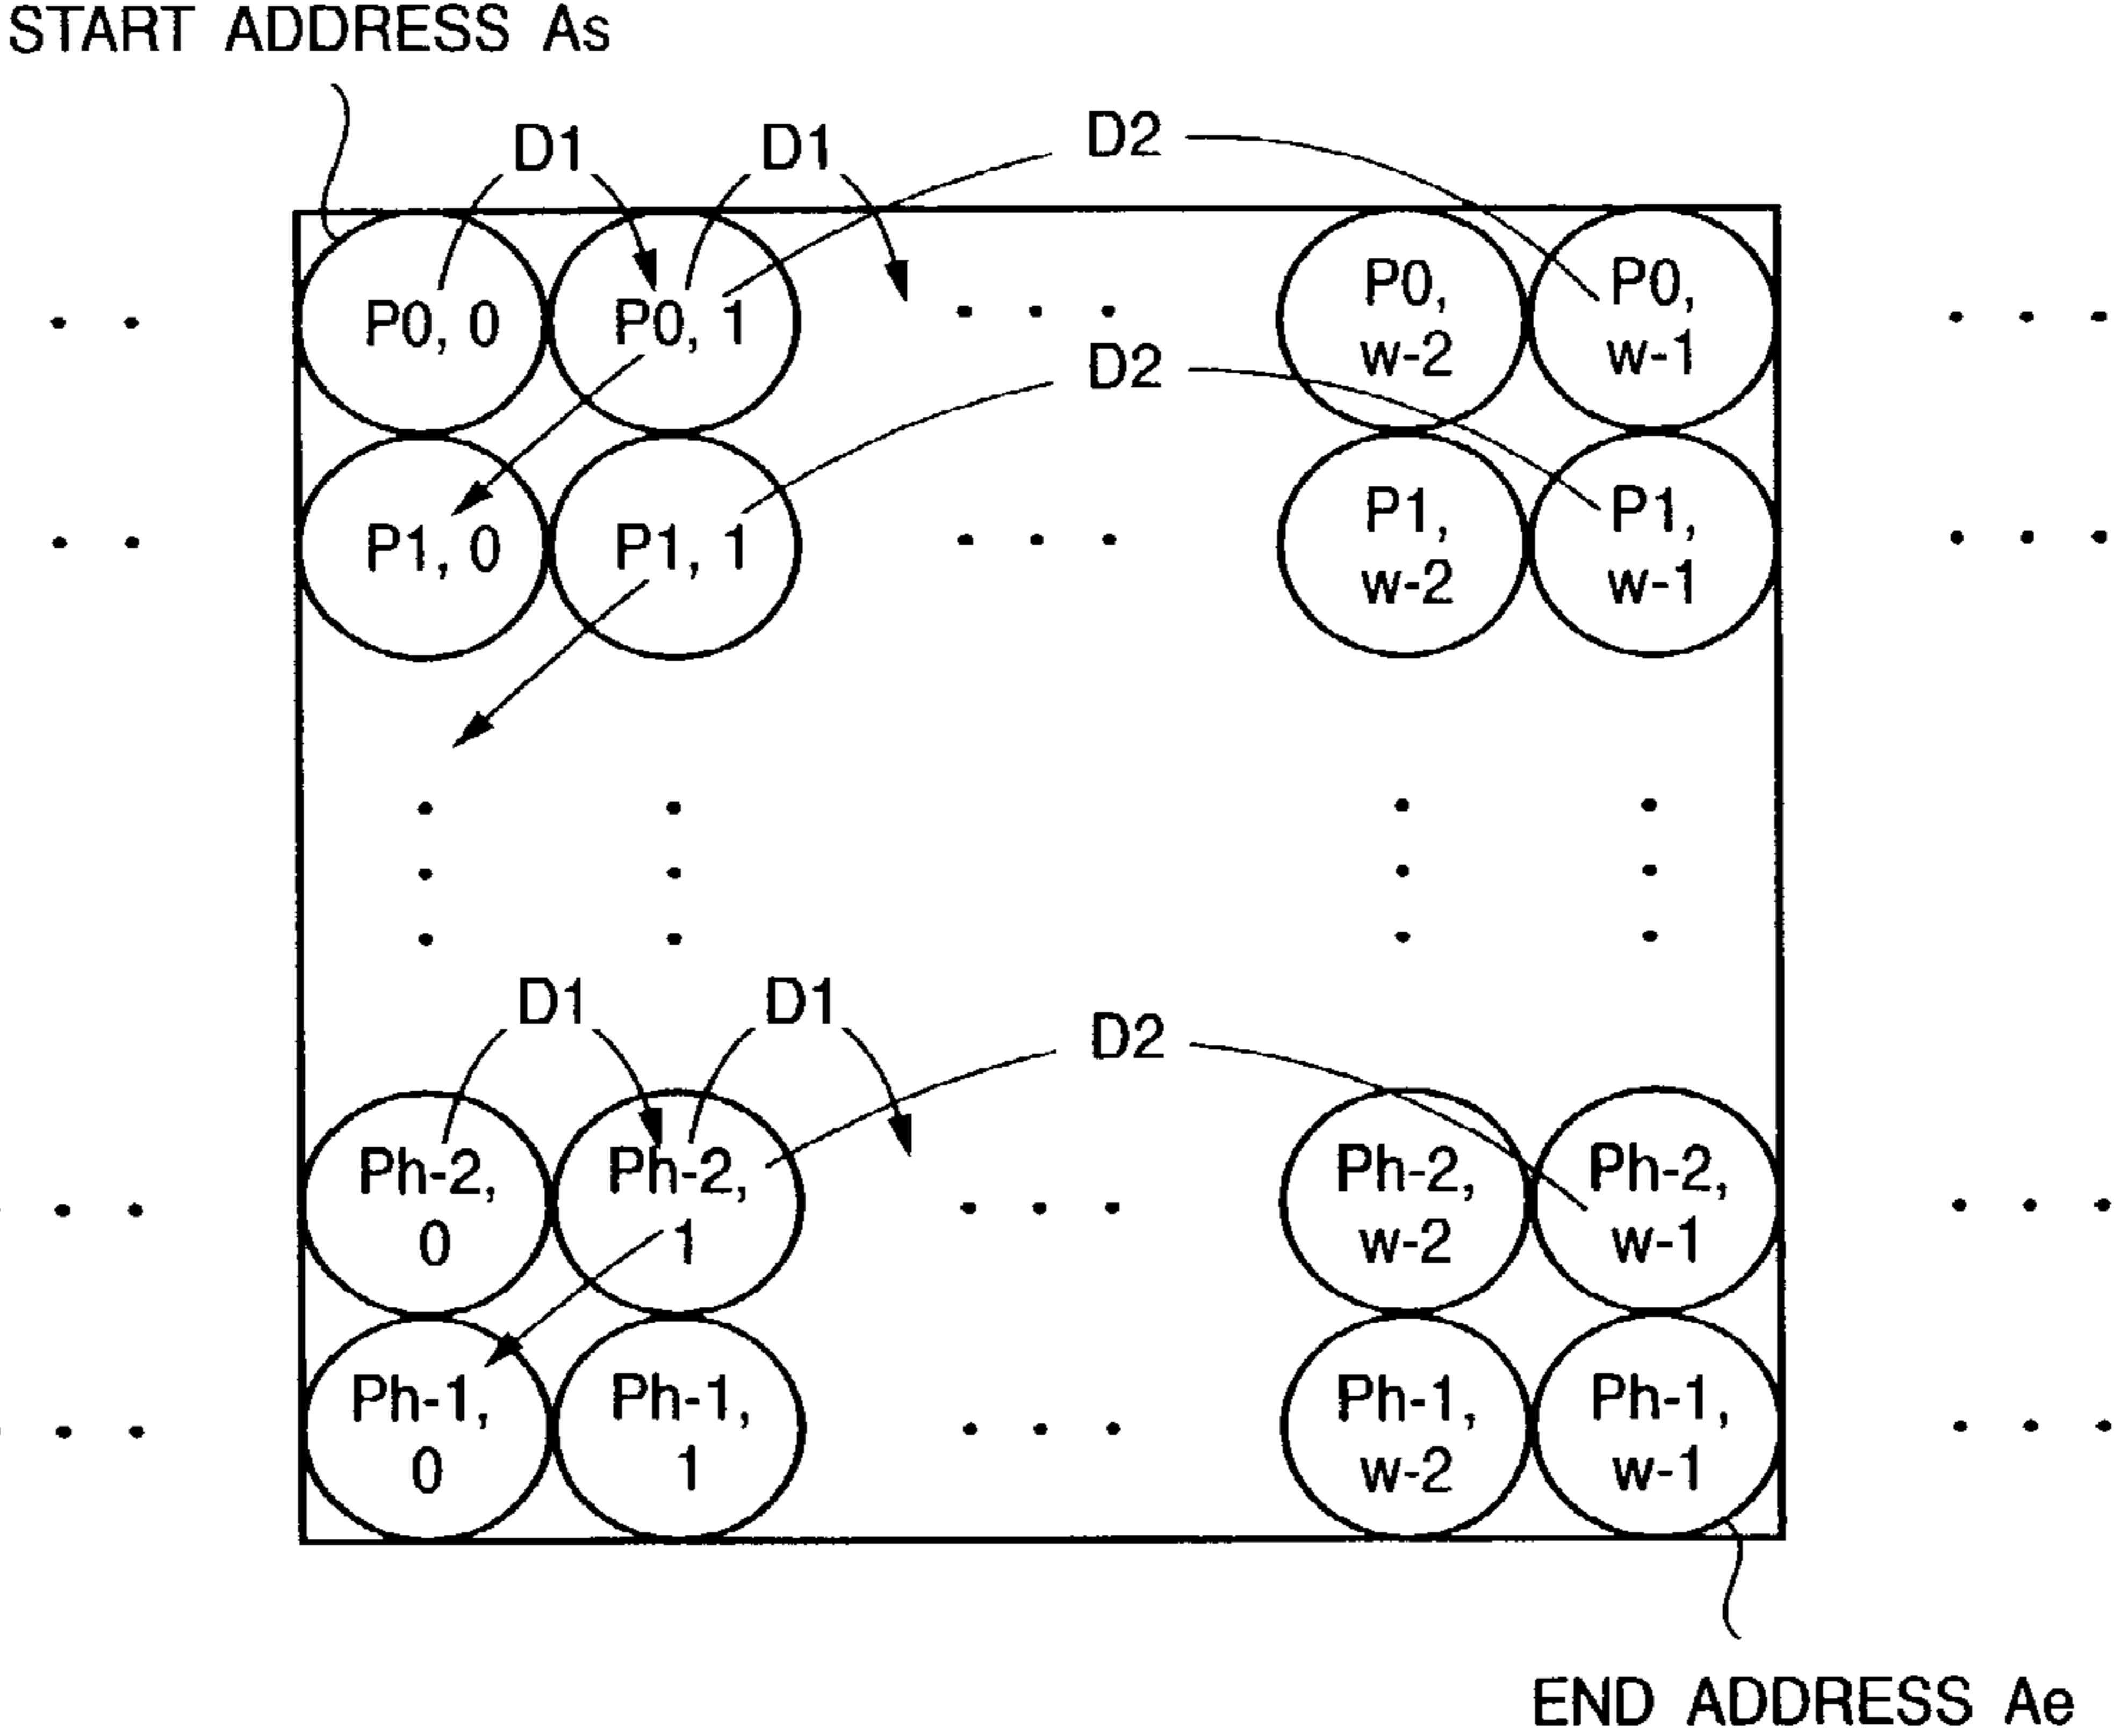 START ADDRESS As
D1 D1 D2
P0, 0 P0, 1 P0, w-2 P0, w-1
D2
P1, 0 P1, 1 P1, w-2 P1, w-1
D1 D1 D2
Ph-2, 0 Ph-2, 1 Ph-2, w-2 Ph-2, w-1
Ph-1, 0 Ph-1, 1 Ph-1, w-2 Ph-1, w-1
END ADDRESS Ae